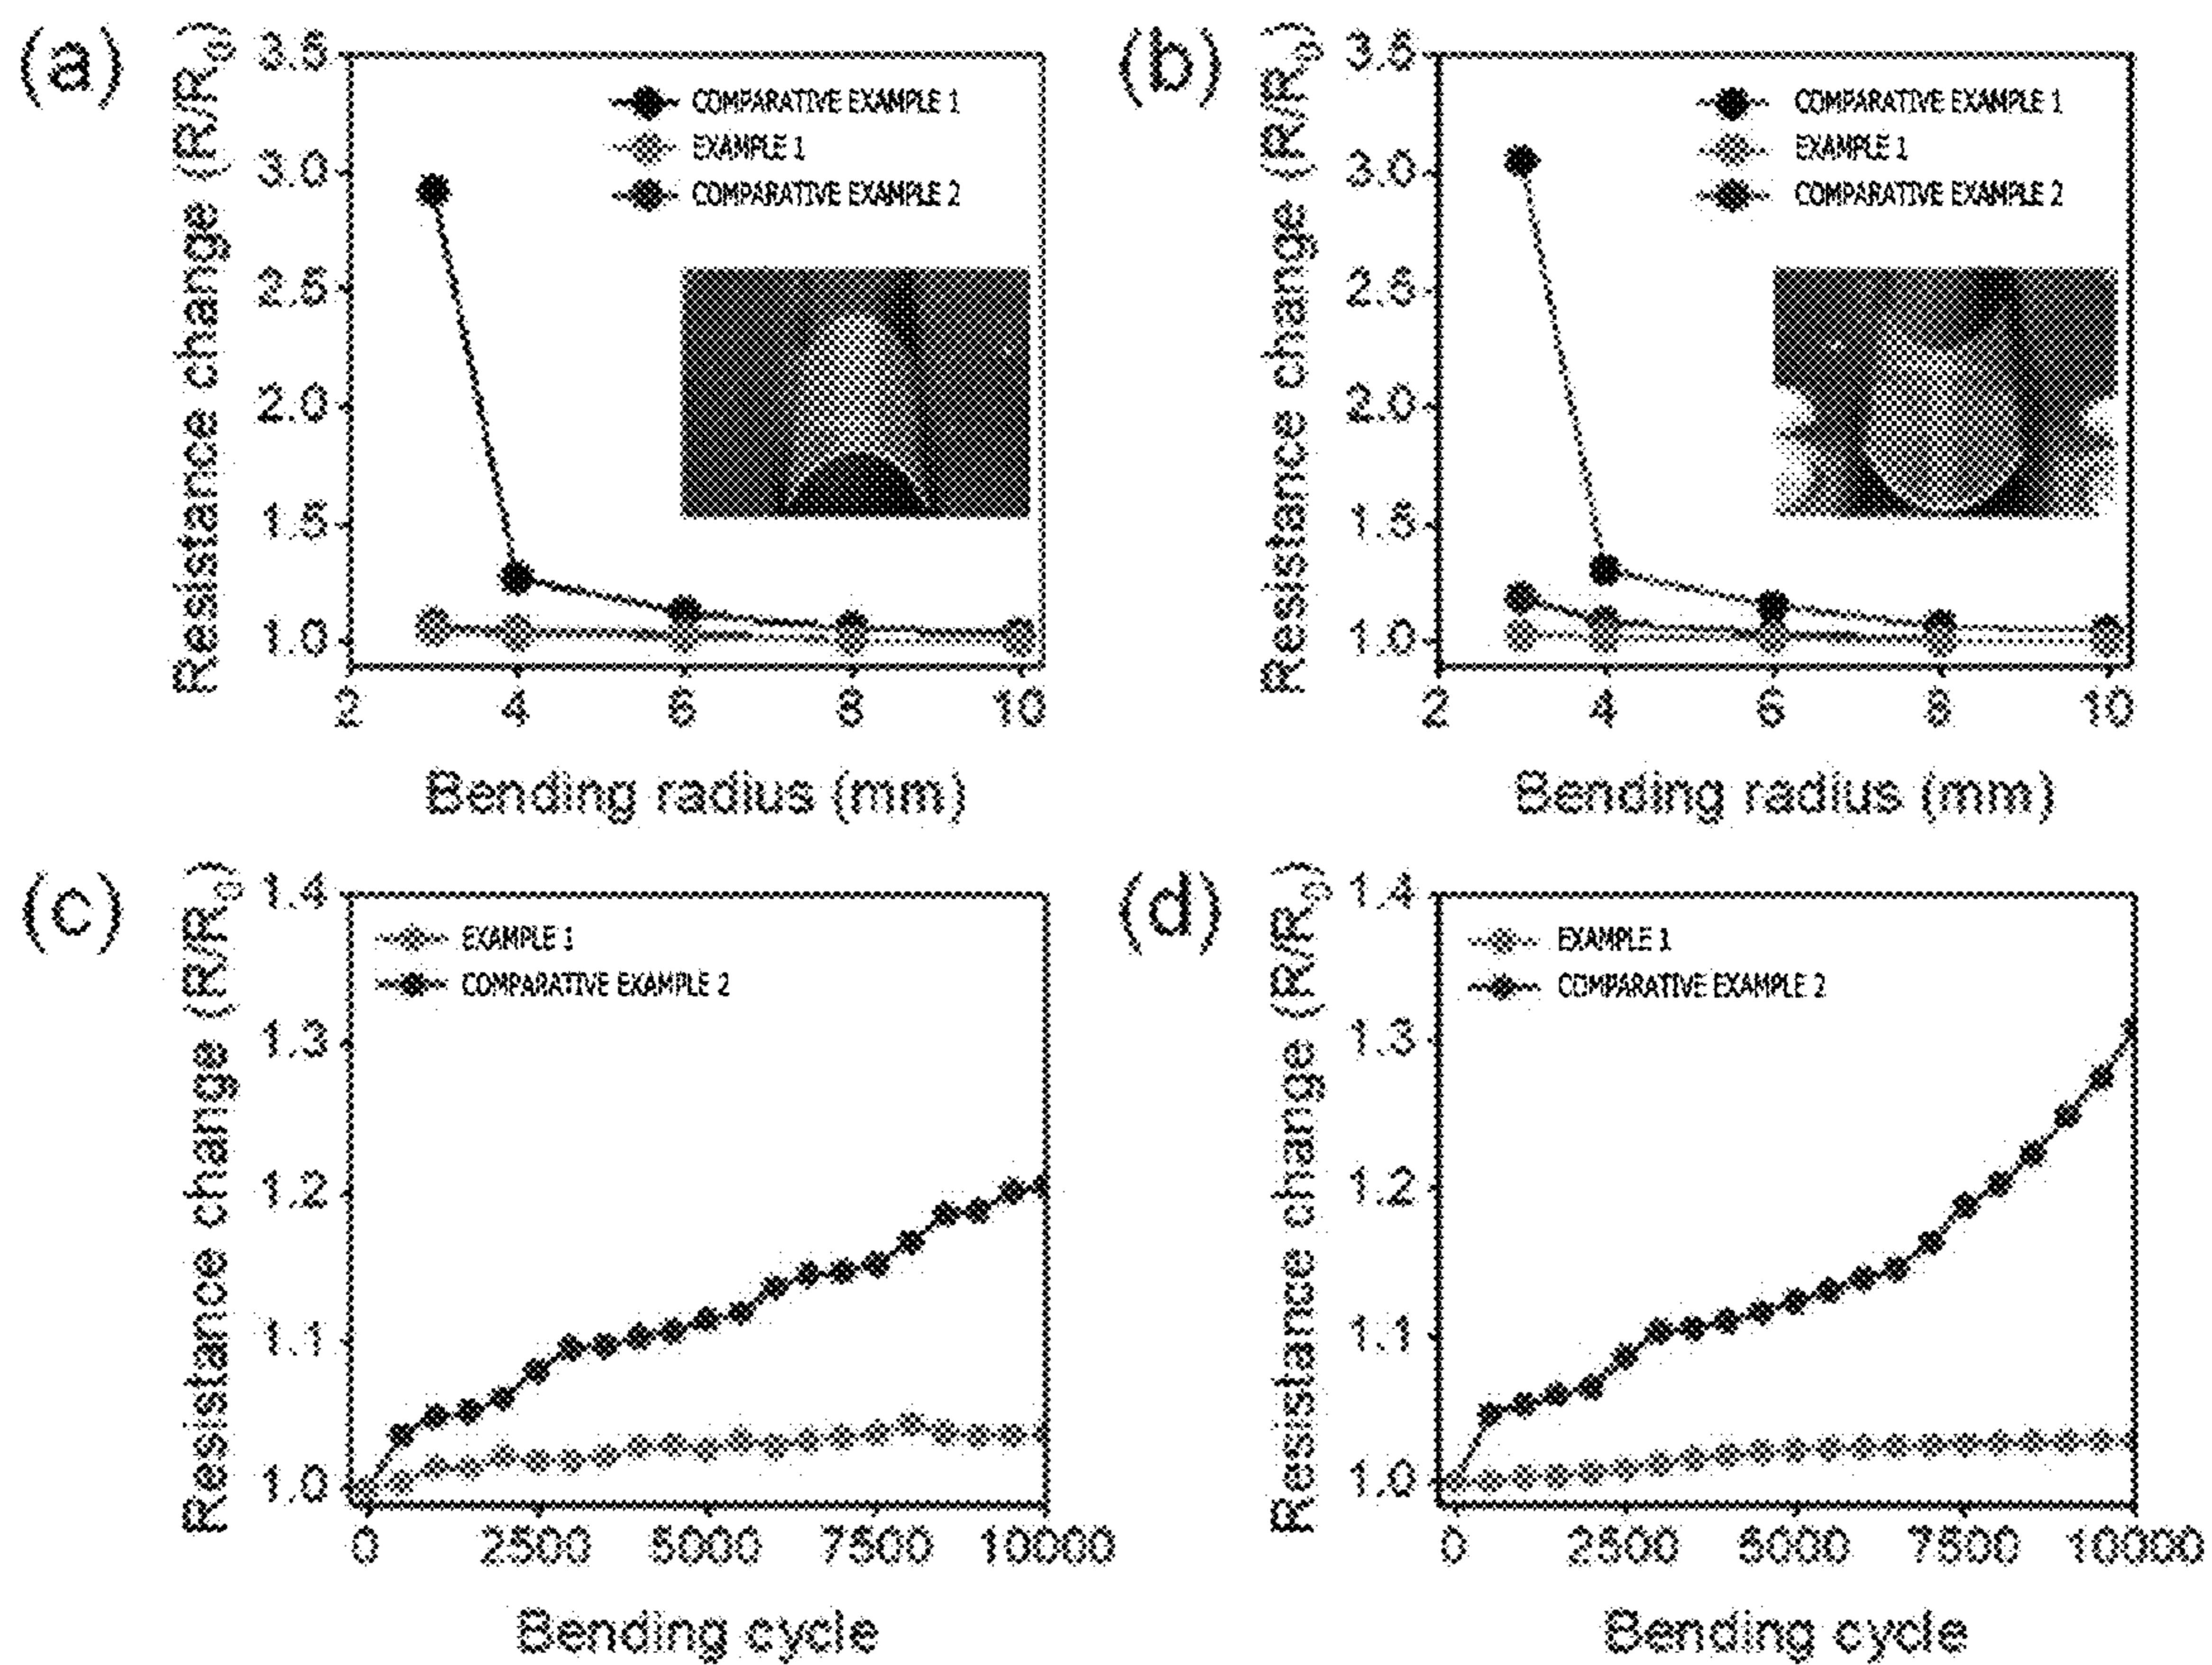 (a)
Resistance change (R/R0)
3.5
3.0
2.5
2.0
1.5
1.0
COMPARATIVE EXAMPLE 1
EXAMPLE 1
COMPARATIVE EXAMPLE 2
2 4 6 8 10
Bending radius (mm)
(b)
Resistance change (R/R0)
3.5
3.0
2.5
2.0
1.5
1.0
COMPARATIVE EXAMPLE 1
EXAMPLE 1
COMPARATIVE EXAMPLE 2
2 4 6 8 10
Bending radius (mm)
(c)
Resistance change (R/R0)
1.4
1.3
1.2
1.1
1.0
EXAMPLE 1
COMPARATIVE EXAMPLE 2
0 2500 5000 7500 10000
Bending cycle
(d)
Resistance change (R/R0)
1.4
1.3
1.2
1.1
1.0
EXAMPLE 1
COMPARATIVE EXAMPLE 2
0 2500 5000 7500 10000
Bending cycle